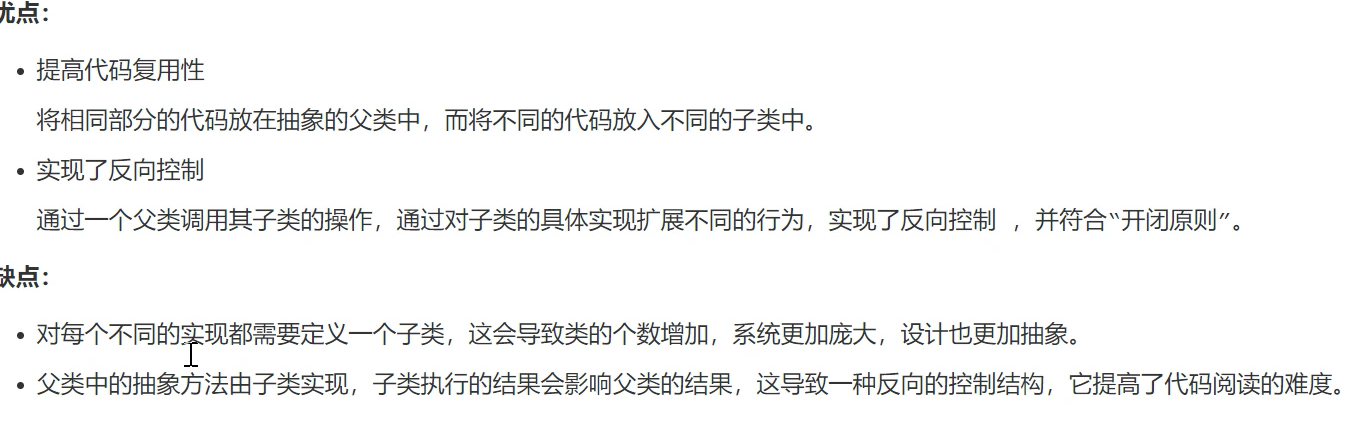 优点：
提高代码复用性
将相同部分的代码放在抽象的父类中，而将不同的代码放入不同的子类中。
实现了反向控制
通过一个父类调用其子类的操作，通过对子类的具体实现扩展不同的行为，实现了反向控制 ，并符合“开闭原则”。
缺点：
对每个不同的实现都需要定义一个子类，这会导致类的个数增加，系统更加庞大，设计也更加抽象。
父类中的抽象方法由子类实现，子类执行的结果会影响父类的结果，这导致一种反向的控制结构，它提高了代码阅读的难度。